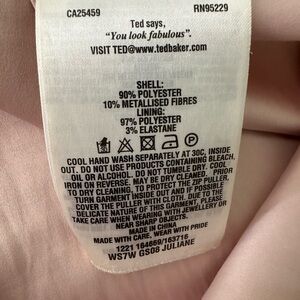 CA25459 RN95229
Ted says,
"You look fabulous".
VISIT TED@www.tedbaker.com
SHELL:
90% POLYESTER
10% METALLISED FIBRES
LINING:
97% POLYESTER
3% ELASTANE
COOL HAND WASH SEPARATELY AT 30C, INSIDE
OUT. DO NOT USE PRODUCTS CONTAINING BLEACH,
OIL OR ALCOHOL. DO NOT TUMBLE DRY. COOL
IRON ON REVERSE. MAY BE DRY CLEANED. PRIOR
TO DRY CLEANING, TO PROTECT THE ZIP PULLER,
TURN GARMENT INSIDE OUT AND IF POSSIBLE
COVER THE PULLER WITH CLOTH. DUE TO THE
DELICATE NATURE OF THIS GARMENT, PLEASE
TAKE CARE WHEN WEARING JEWELLERY OR
NEAR SHARP OBJECTS.
MADE IN CHINA
MADE WITH CARE, WEAR WITH PRIDE
1221 164669/163716
WS7W GS08 JULIANE